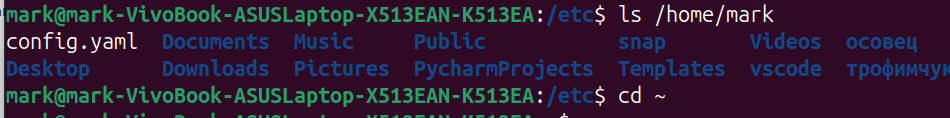 mark@mark-VivoBook-ASUSLaptop-X513EAN-K513EA:/etc$ ls /home/mark
config.yaml Documents Music Public snap Videos осовец
Desktop Downloads Pictures PycharmProjects Templates vscode трофимчук
mark@mark-VivoBook-ASUSLaptop-X513EAN-K513EA:/etc$ cd ~